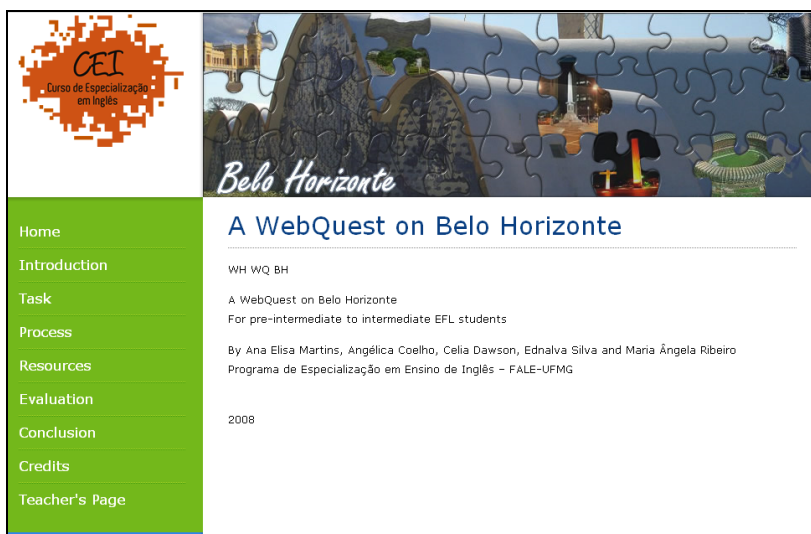 CEI
Curso de Especialização
em Inglês
Belo Horizonte
Home
Introduction
Task
Process
Resources
Evaluation
Conclusion
Credits
Teacher's Page
A WebQuest on Belo Horizonte
WH WQ BH
A WebQuest on Belo Horizonte
For pre-intermediate to intermediate EFL students
By Ana Elisa Martins, Angélica Coelho, Celia Dawson, Ednalva Silva and Maria Ângela Ribeiro
Programa de Especialização em Ensino de Inglês – FALE-UFMG
2008